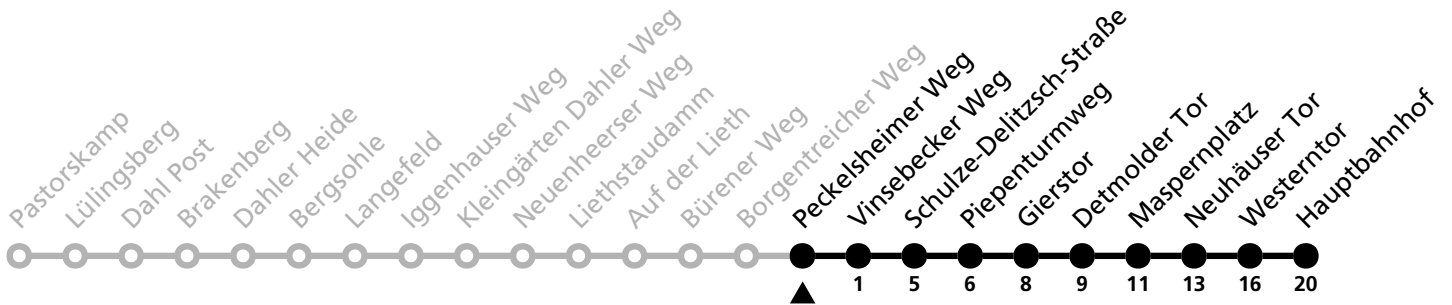 Pastorskamp
Lüllingsberg
Dahl Post
Brakenberg
Dahler Heide
Bergsohle
Langefeld
Iggenhauser Weg
Kleingärten Dahler Weg
Neuenheerser Weg
Liethstaudamm
Auf der Lieth
Bürener Weg
Borgentreicher Weg
Peckelsheimer Weg
Vinsebecker Weg
Schulze-Delitzsch-Straße
Piepenturmweg
Gierstor
Detmolder Tor
Maspernplatz
Neuhäuser Tor
Westerntor
Hauptbahnhof
1 5 6 8 9 11 13 16 20